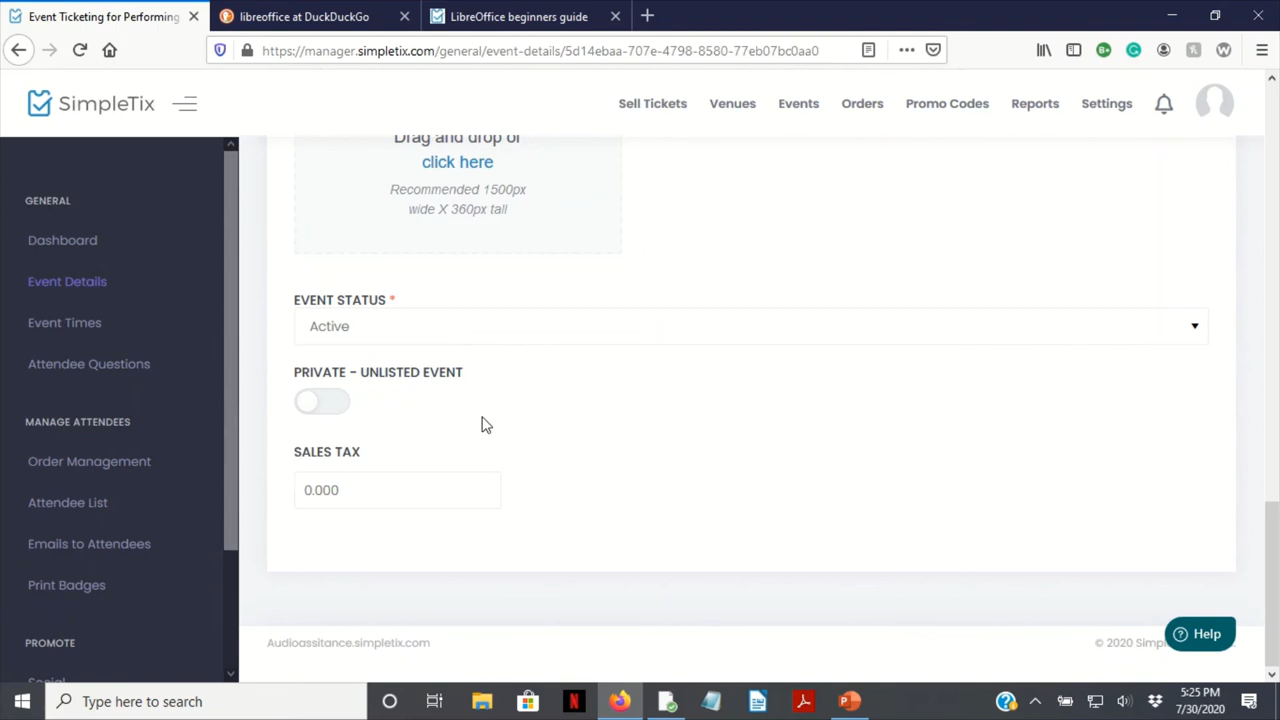 Event Ticketing for Performing
libreoffice at DuckDuckGo
LibreOffice beginners guide
https://manager.simpletix.com/general/event-details/5d14ebaa-707e-4798-8580-77eb07bc0aa0
SimpleTix
Sell Tickets
Venues
Events
Orders
Promo Codes
Reports
Settings
GENERAL
Dashboard
Event Details
Event Times
Attendee Questions
MANAGE ATTENDEES
Order Management
Attendee List
Emails to Attendees
Print Badges
PROMOTE
Social
Drag and drop or
click here
Recommended 1500px
wide X 360px tall
EVENT STATUS *
Active
PRIVATE - UNLISTED EVENT
SALES TAX
0.000
Audioassitance.simpletix.com
© 2020 Simp
Help
Type here to search
5:25 PM
7/30/2020